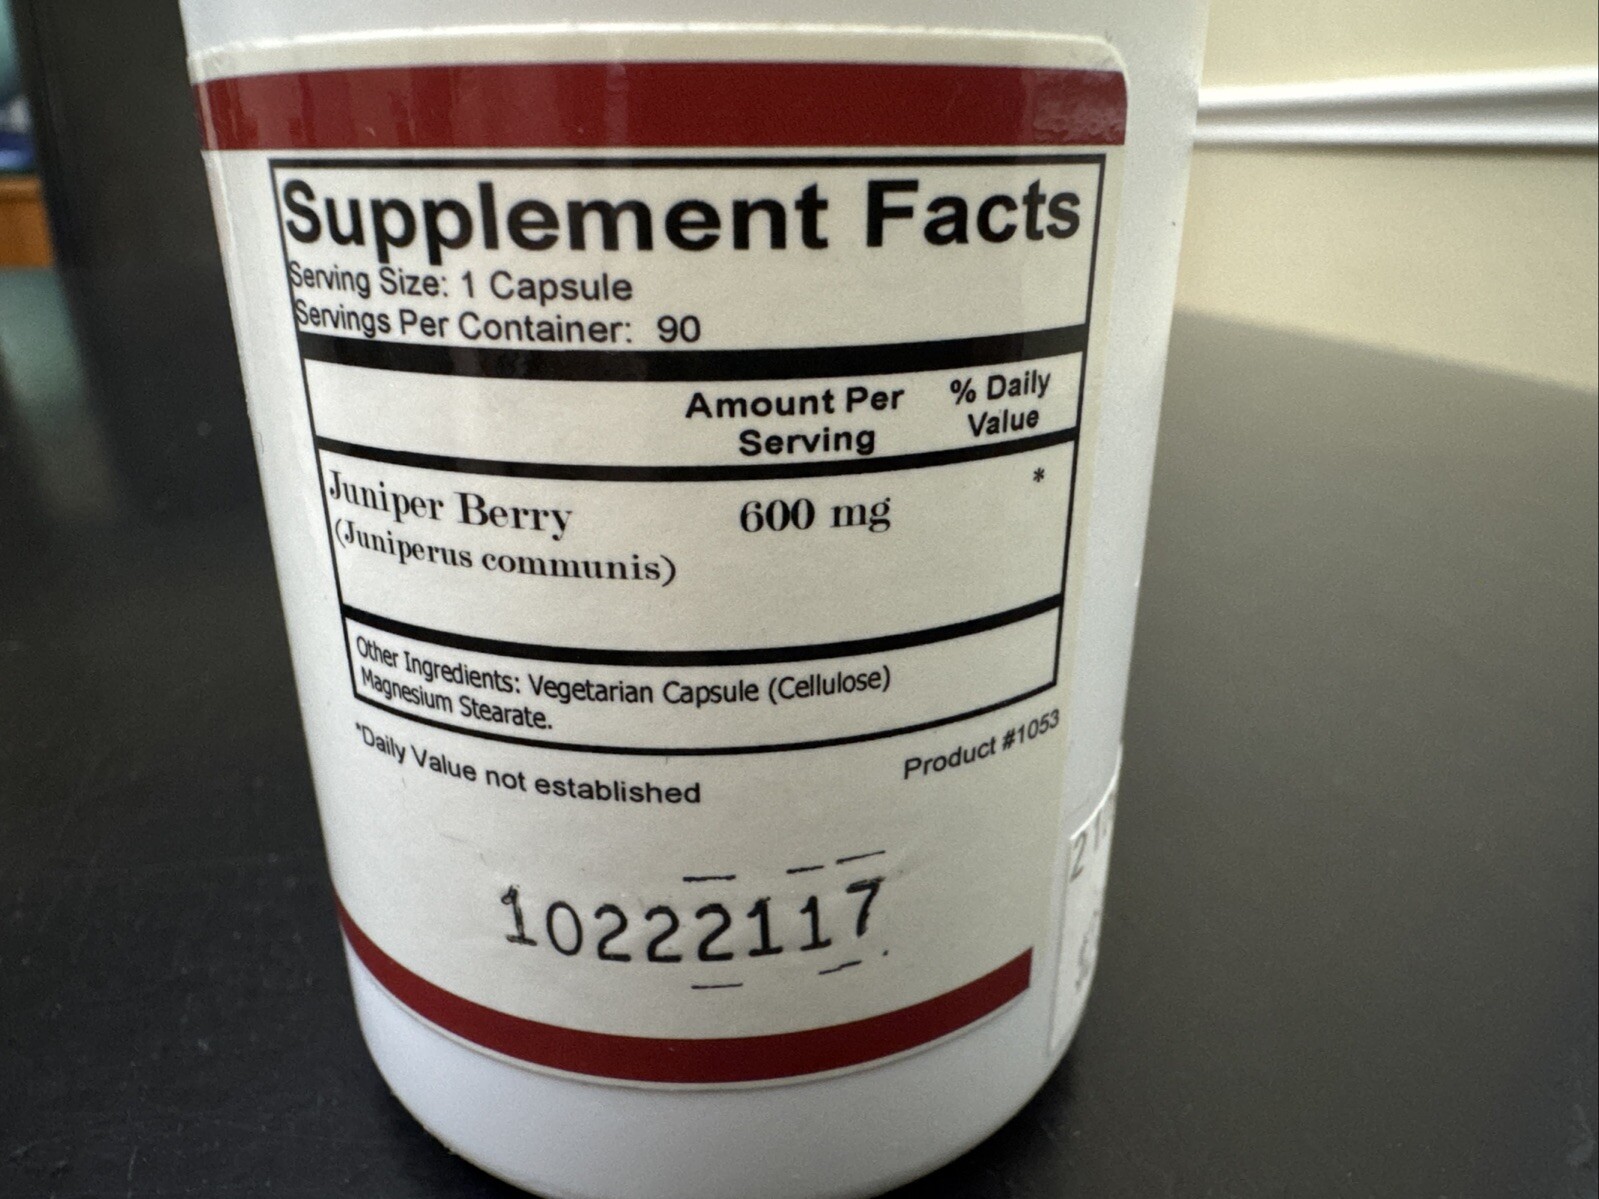 Supplement Facts
Serving Size: 1 Capsule
Servings Per Container: 90
Amount Per
Serving
% Daily
Value
Juniper Berry 600 mg *
(Juniperus communis)
Other Ingredients: Vegetarian Capsule (Cellulose)
Magnesium Stearate.
*Daily Value not established
Product #1053
10222117